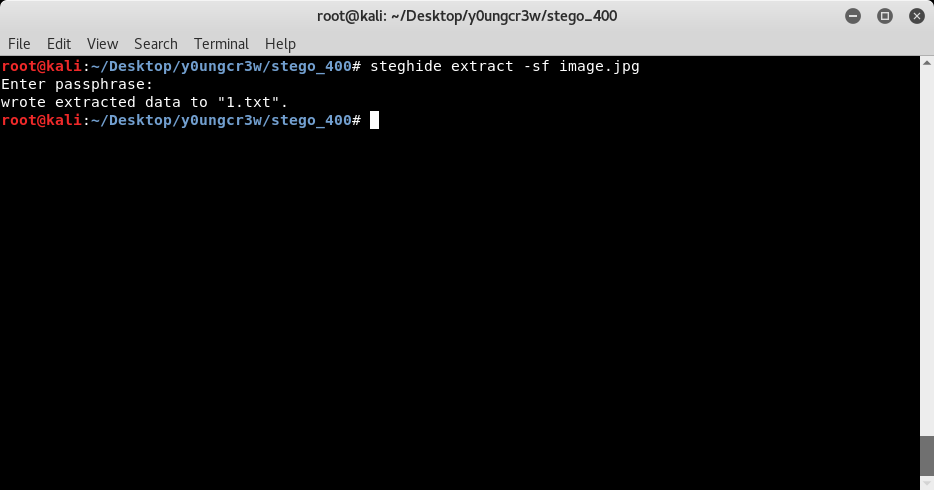 root@kali: ~/Desktop/y0ungcr3w/stego_400
File Edit View Search Terminal Help
root@kali:~/Desktop/y0ungcr3w/stego_400# steghide extract -sf image.jpg
Enter passphrase:
wrote extracted data to "1.txt".
root@kali:~/Desktop/y0ungcr3w/stego_400#